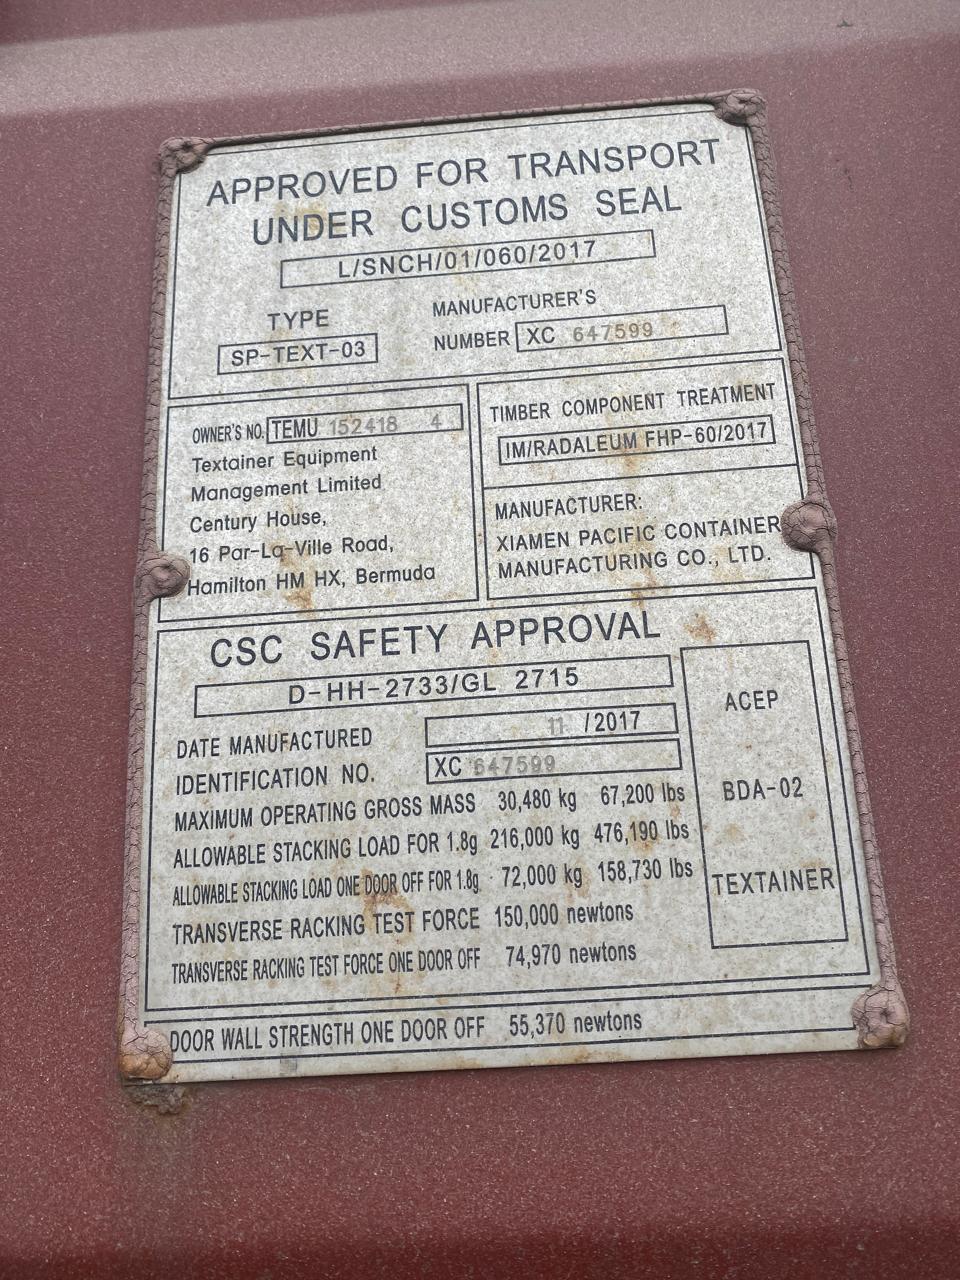 APPROVED FOR TRANSPORT
UNDER CUSTOMS SEAL
L/SNCH/01/060/2017
TYPE
SP-TEXT-03
MANUFACTURER'S
NUMBER XC 647599
OWNER'S NO. TEMU 152418 4
Textainer Equipment
Management Limited
Century House,
16 Par-La-Ville Road,
Hamilton HM HX, Bermuda
TIMBER COMPONENT TREATMENT
IM/RADALEUM FHP-60/2017
MANUFACTURER:
XIAMEN PACIFIC CONTAINER
MANUFACTURING CO., LTD.
CSC SAFETY APPROVAL
D-HH-2733/GL 2715
DATE MANUFACTURED 11 /2017
IDENTIFICATION NO. XC 647599
MAXIMUM OPERATING GROSS MASS 30,480 kg 67,200 lbs
ALLOWABLE STACKING LOAD FOR 1.8g 216,000 kg 476,190 lbs
ALLOWABLE STACKING LOAD ONE DOOR OFF FOR 1.8g 72,000 kg 158,730 lbs
TRANSVERSE RACKING TEST FORCE 150,000 newtons
TRANSVERSE RACKING TEST FORCE ONE DOOR OFF 74,970 newtons
DOOR WALL STRENGTH ONE DOOR OFF 55,370 newtons
ACEP
BDA-02
TEXTAINER